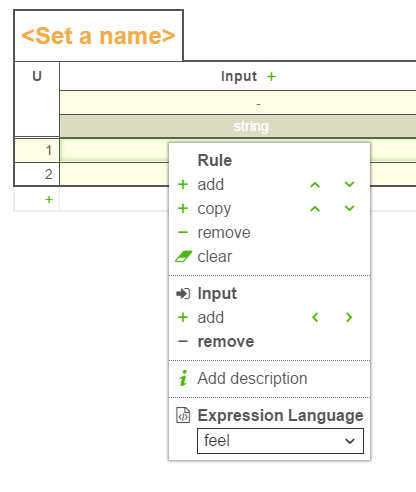 <Set a name>
U
Input +
-
string
1
2
+
Rule
+ add
+ copy
− remove
clear
Input
+ add
− remove
i Add description
Expression Language
feel